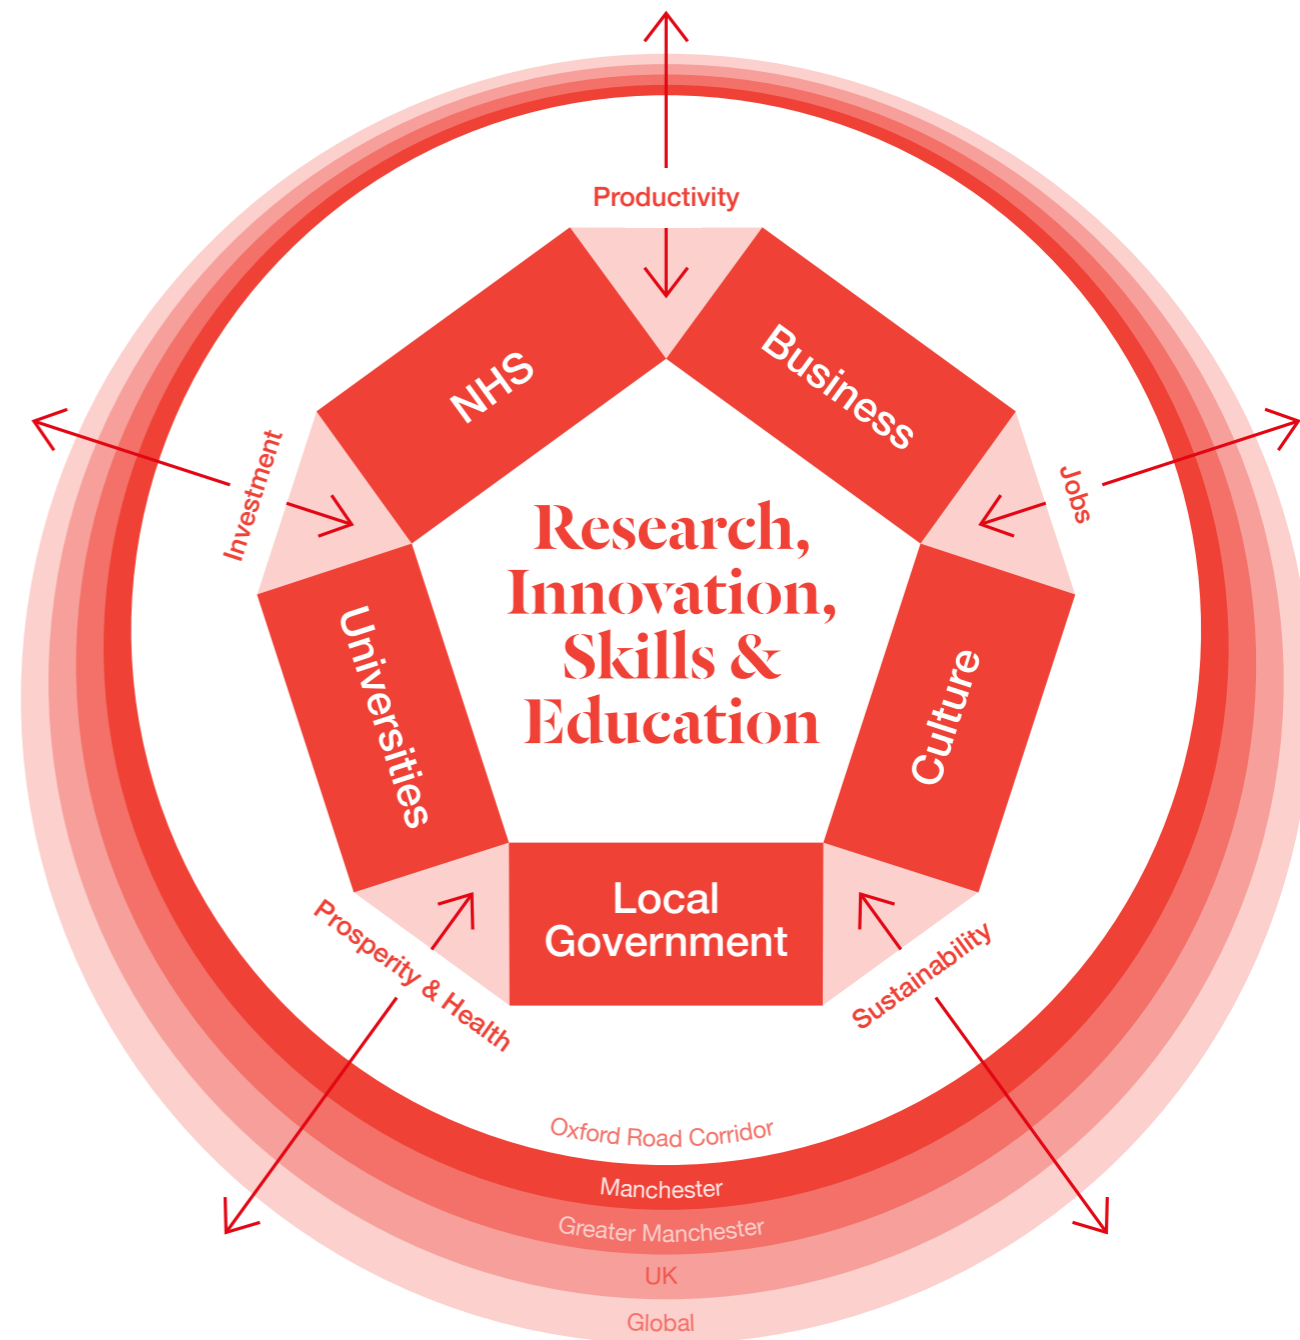 Productivity
NHS
Business
Investment
Jobs
Research,
Innovation,
Skills &
Education
Universities
Culture
Local
Government
Prosperity & Health
Sustainability
Oxford Road Corridor
Manchester
Greater Manchester
UK
Global